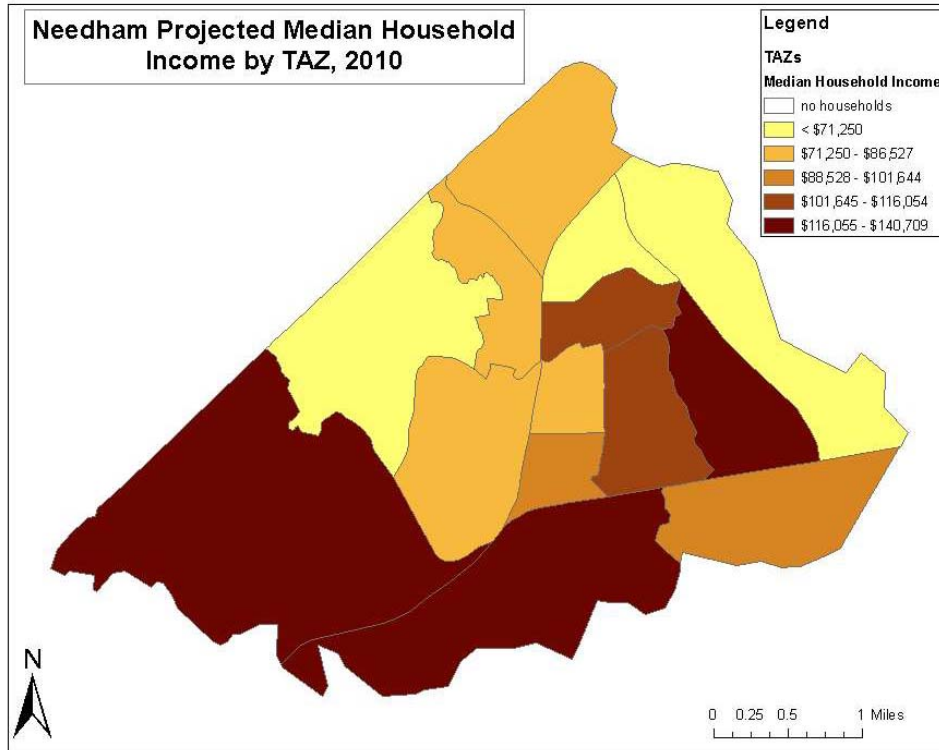 Needham Projected Median Household
Income by TAZ, 2010
Legend
TAZs
Median Household Income
no households
< $71,250
$71,250 - $86,527
$88,528 - $101,644
$101,645 - $116,054
$116,055 - $140,709
N
0 0.25 0.5 1 Miles